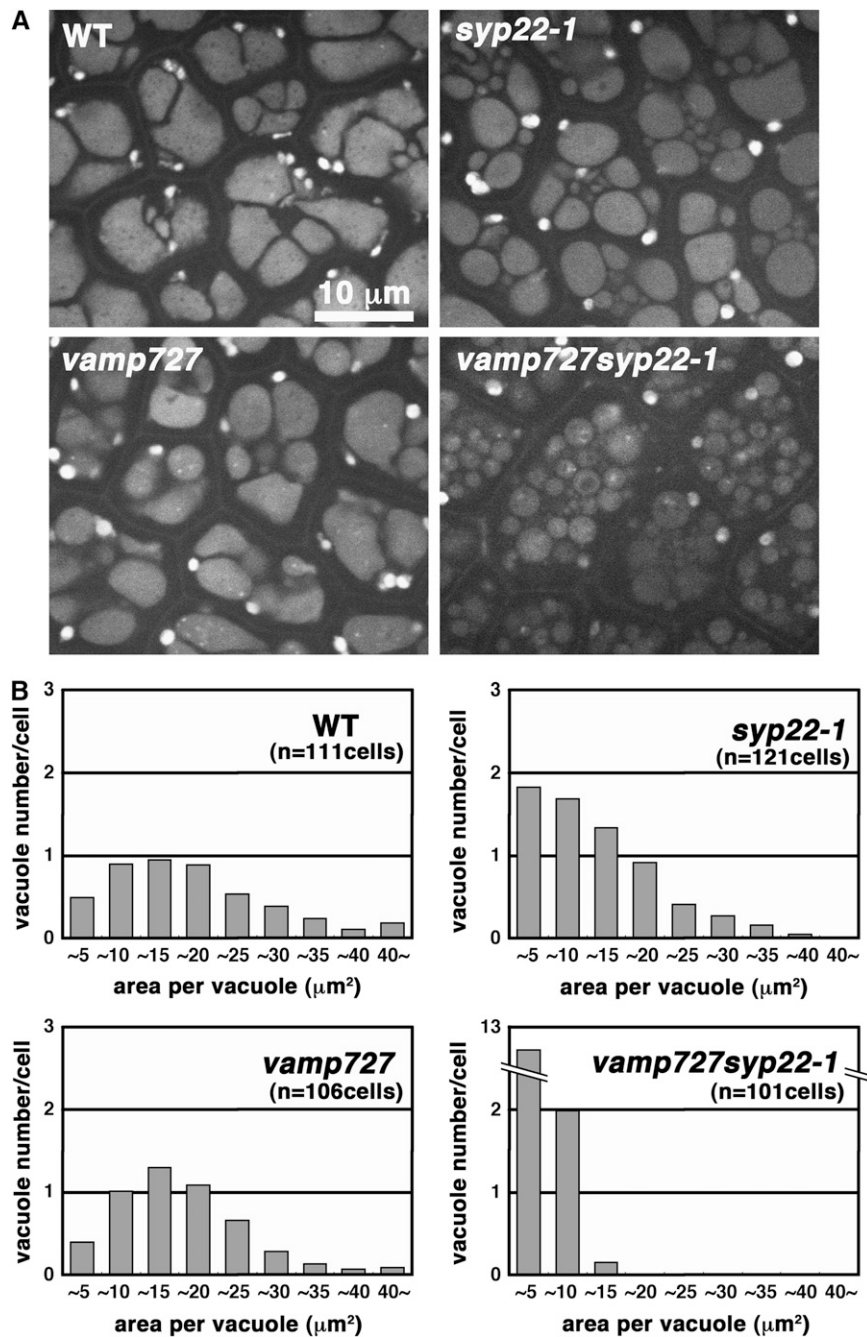 A
WT
syp22-1
10 μm
vamp727
vamp727syp22-1
B
3
2
1
0
vacuole number/cell
WT
(n=111cells)
~5 ~10 ~15 ~20 ~25 ~30 ~35 ~40 40~
area per vacuole (μm²)
3
2
1
0
vacuole number/cell
syp22-1
(n=121cells)
~5 ~10 ~15 ~20 ~25 ~30 ~35 ~40 40~
area per vacuole (μm²)
3
2
1
0
vacuole number/cell
vamp727
(n=106cells)
~5 ~10 ~15 ~20 ~25 ~30 ~35 ~40 40~
area per vacuole (μm²)
13
2
1
0
vacuole number/cell
vamp727syp22-1
(n=101cells)
~5 ~10 ~15 ~20 ~25 ~30 ~35 ~40 40~
area per vacuole (μm²)